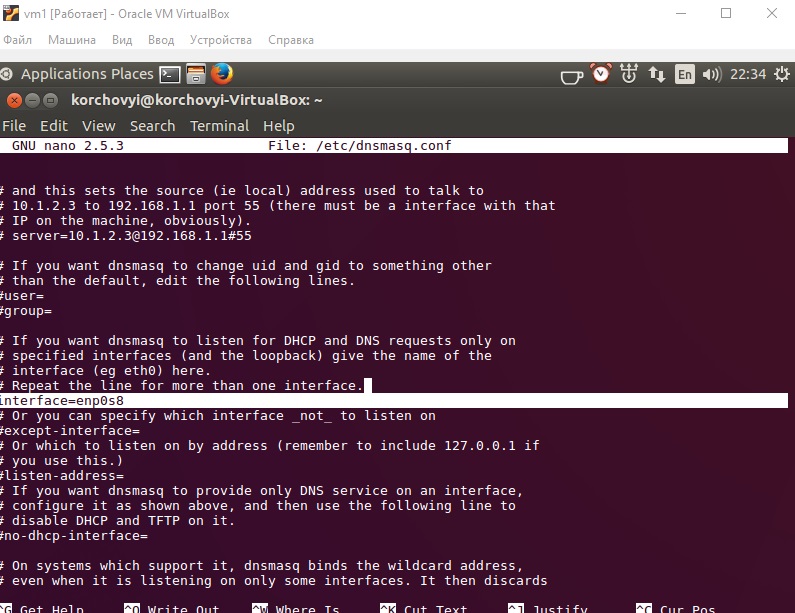 vm1 [Работает] - Oracle VM VirtualBox
Файл Машина Вид Ввод Устройства Справка
Applications Places En 22:34
korchovyi@korchovyi-VirtualBox: ~
File Edit View Search Terminal Help
GNU nano 2.5.3 File: /etc/dnsmasq.conf
# and this sets the source (ie local) address used to talk to
# 10.1.2.3 to 192.168.1.1 port 55 (there must be a interface with that
# IP on the machine, obviously).
# server=10.1.2.3@192.168.1.1#55
# If you want dnsmasq to change uid and gid to something other
# than the default, edit the following lines.
#user=
#group=
# If you want dnsmasq to listen for DHCP and DNS requests only on
# specified interfaces (and the loopback) give the name of the
# interface (eg eth0) here.
# Repeat the line for more than one interface.
interface=enp0s8
# Or you can specify which interface _not_ to listen on
#except-interface=
# Or which to listen on by address (remember to include 127.0.0.1 if
# you use this.)
#listen-address=
# If you want dnsmasq to provide only DNS service on an interface,
# configure it as shown above, and then use the following line to
# disable DHCP and TFTP on it.
#no-dhcp-interface=
# On systems which support it, dnsmasq binds the wildcard address,
# even when it is listening on only some interfaces. It then discards
^G Get Help ^O Write Out ^W Where Is ^K Cut Text ^J Justify ^C Cur Pos